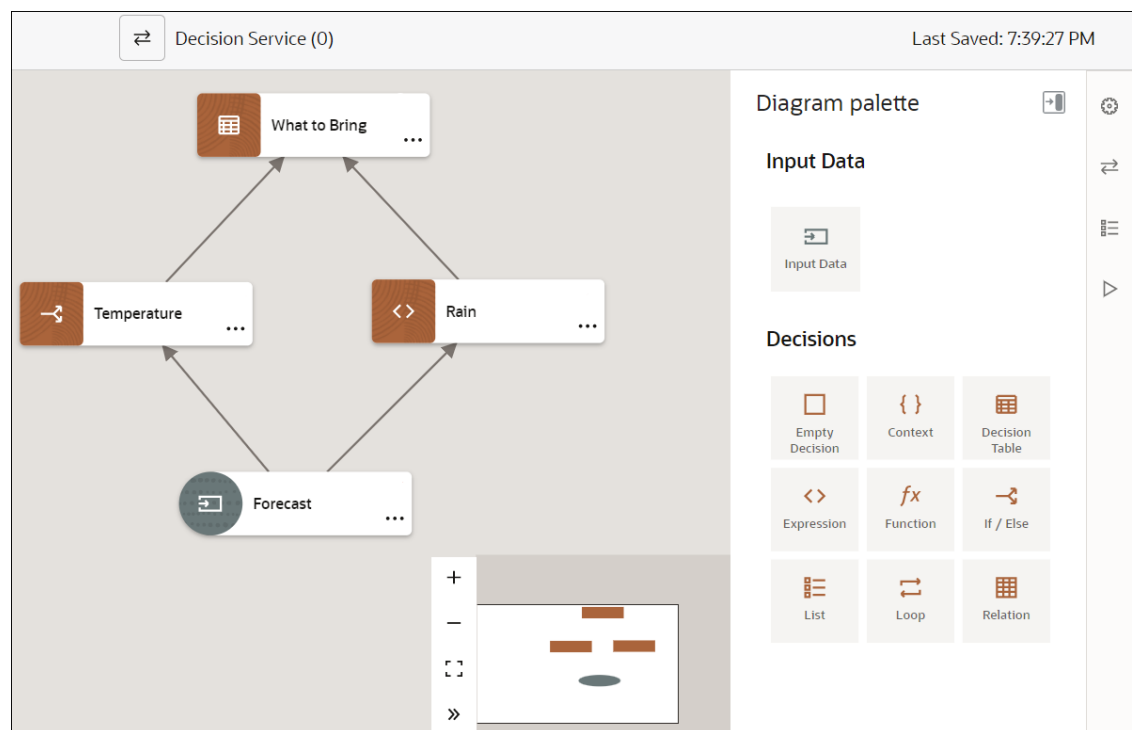 Decision Service (0)
Last Saved: 7:39:27 PM
What to Bring
Temperature
Rain
Forecast
Diagram palette
Input Data
Input Data
Decisions
Empty
Decision
Context
Decision
Table
Expression
fx
Function
If / Else
List
Loop
Relation